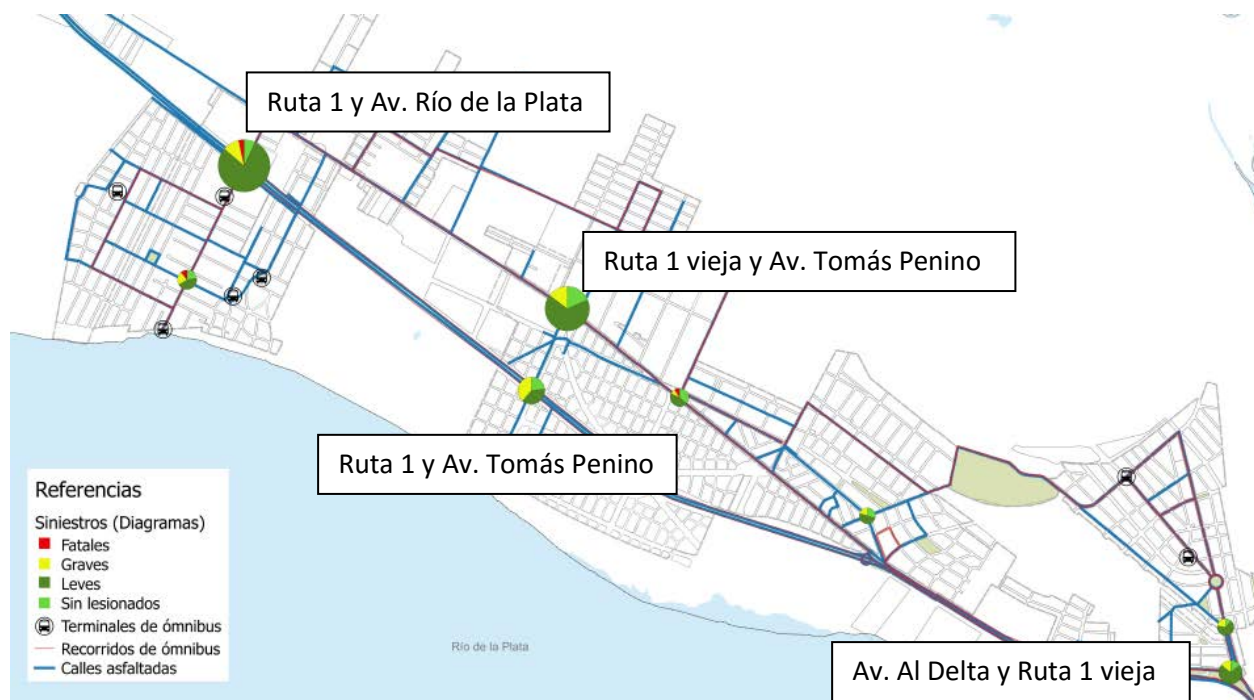 Ruta 1 y Av. Río de la Plata
Ruta 1 vieja y Av. Tomás Penino
Ruta 1 y Av. Tomás Penino
Referencias
Siniestros (Diagramas)
Fatales
Graves
Leves
Sin lesionados
Terminales de ómnibus
Recorridos de ómnibus
Calles asfaltadas
Río de la Plata
Av. Al Delta y Ruta 1 vieja